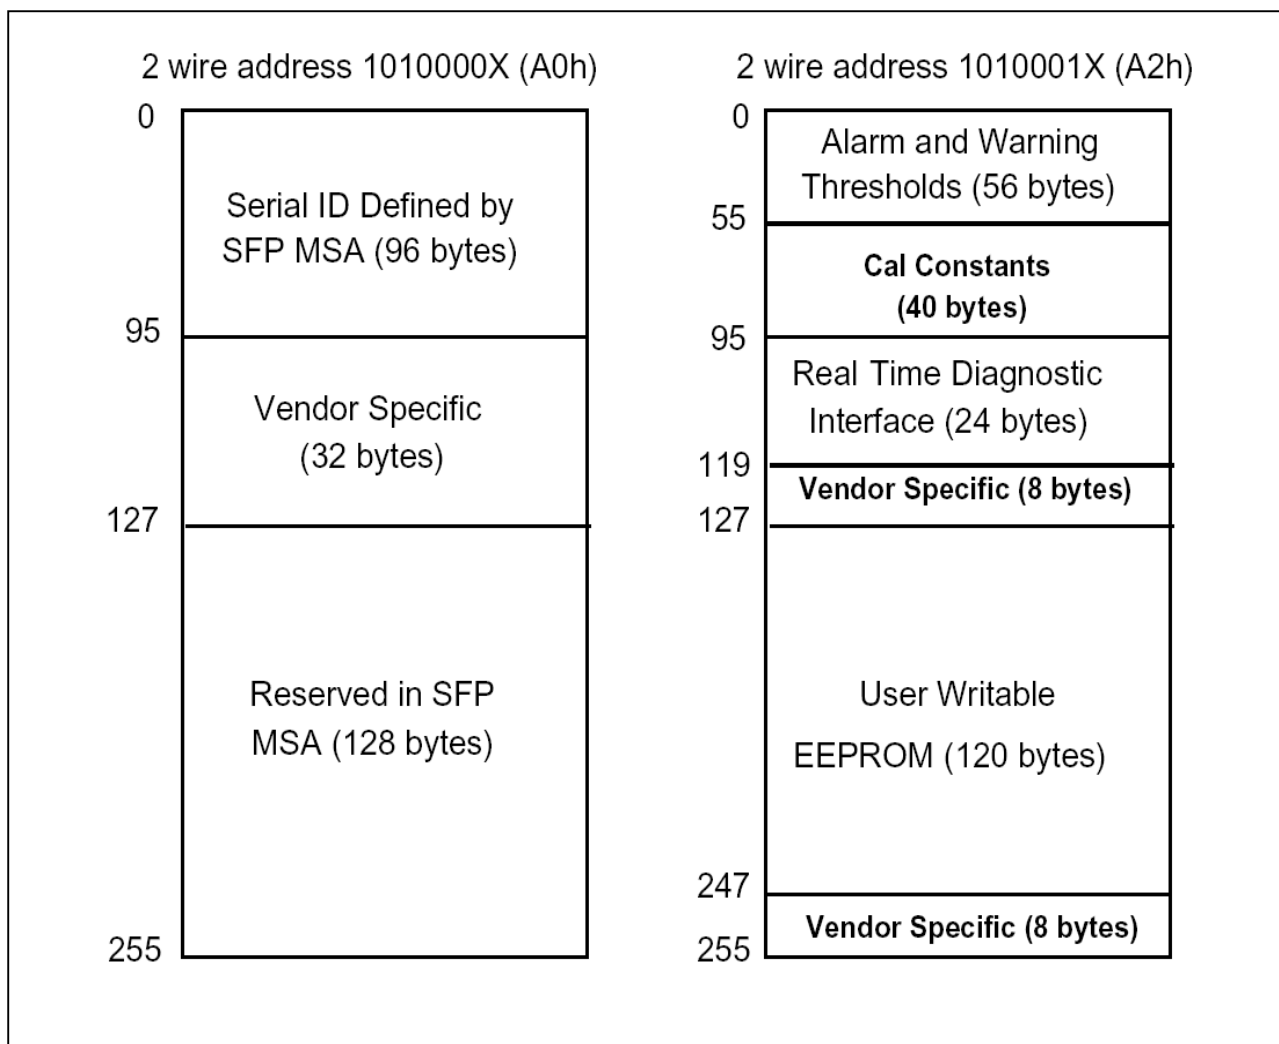 2 wire address 1010000X (A0h)
0
Serial ID Defined by
SFP MSA (96 bytes)
95
Vendor Specific
(32 bytes)
127
Reserved in SFP
MSA (128 bytes)
255
2 wire address 1010001X (A2h)
0
Alarm and Warning
Thresholds (56 bytes)
55
Cal Constants
(40 bytes)
95
Real Time Diagnostic
Interface (24 bytes)
119
Vendor Specific (8 bytes)
127
User Writable
EEPROM (120 bytes)
247
Vendor Specific (8 bytes)
255